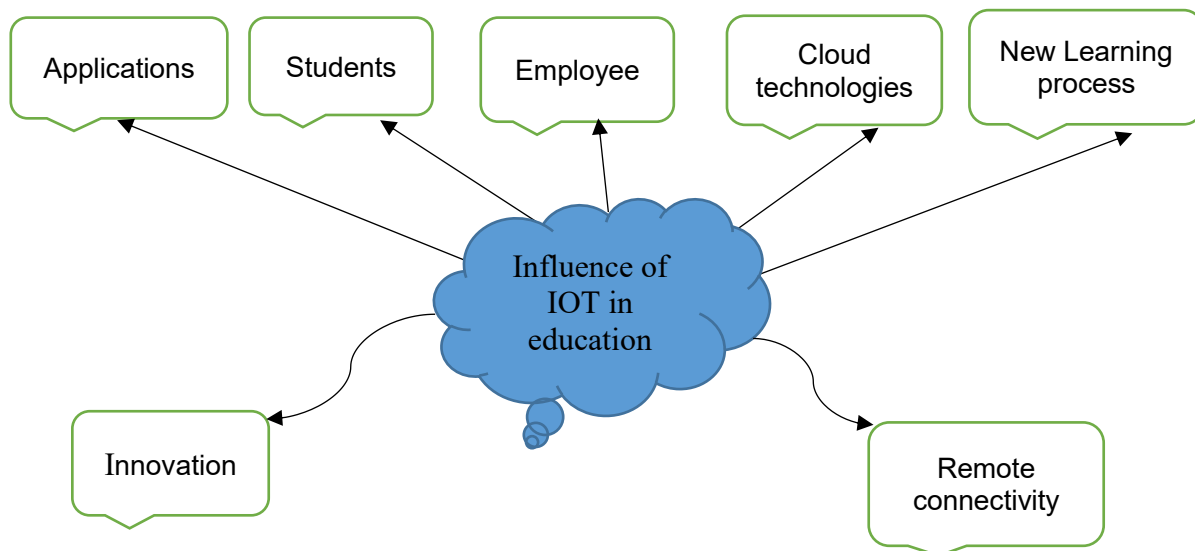 Applications
Students
Employee
Cloud
technologies
New Learning
process
Influence of
IOT in
education
Innovation
Remote
connectivity